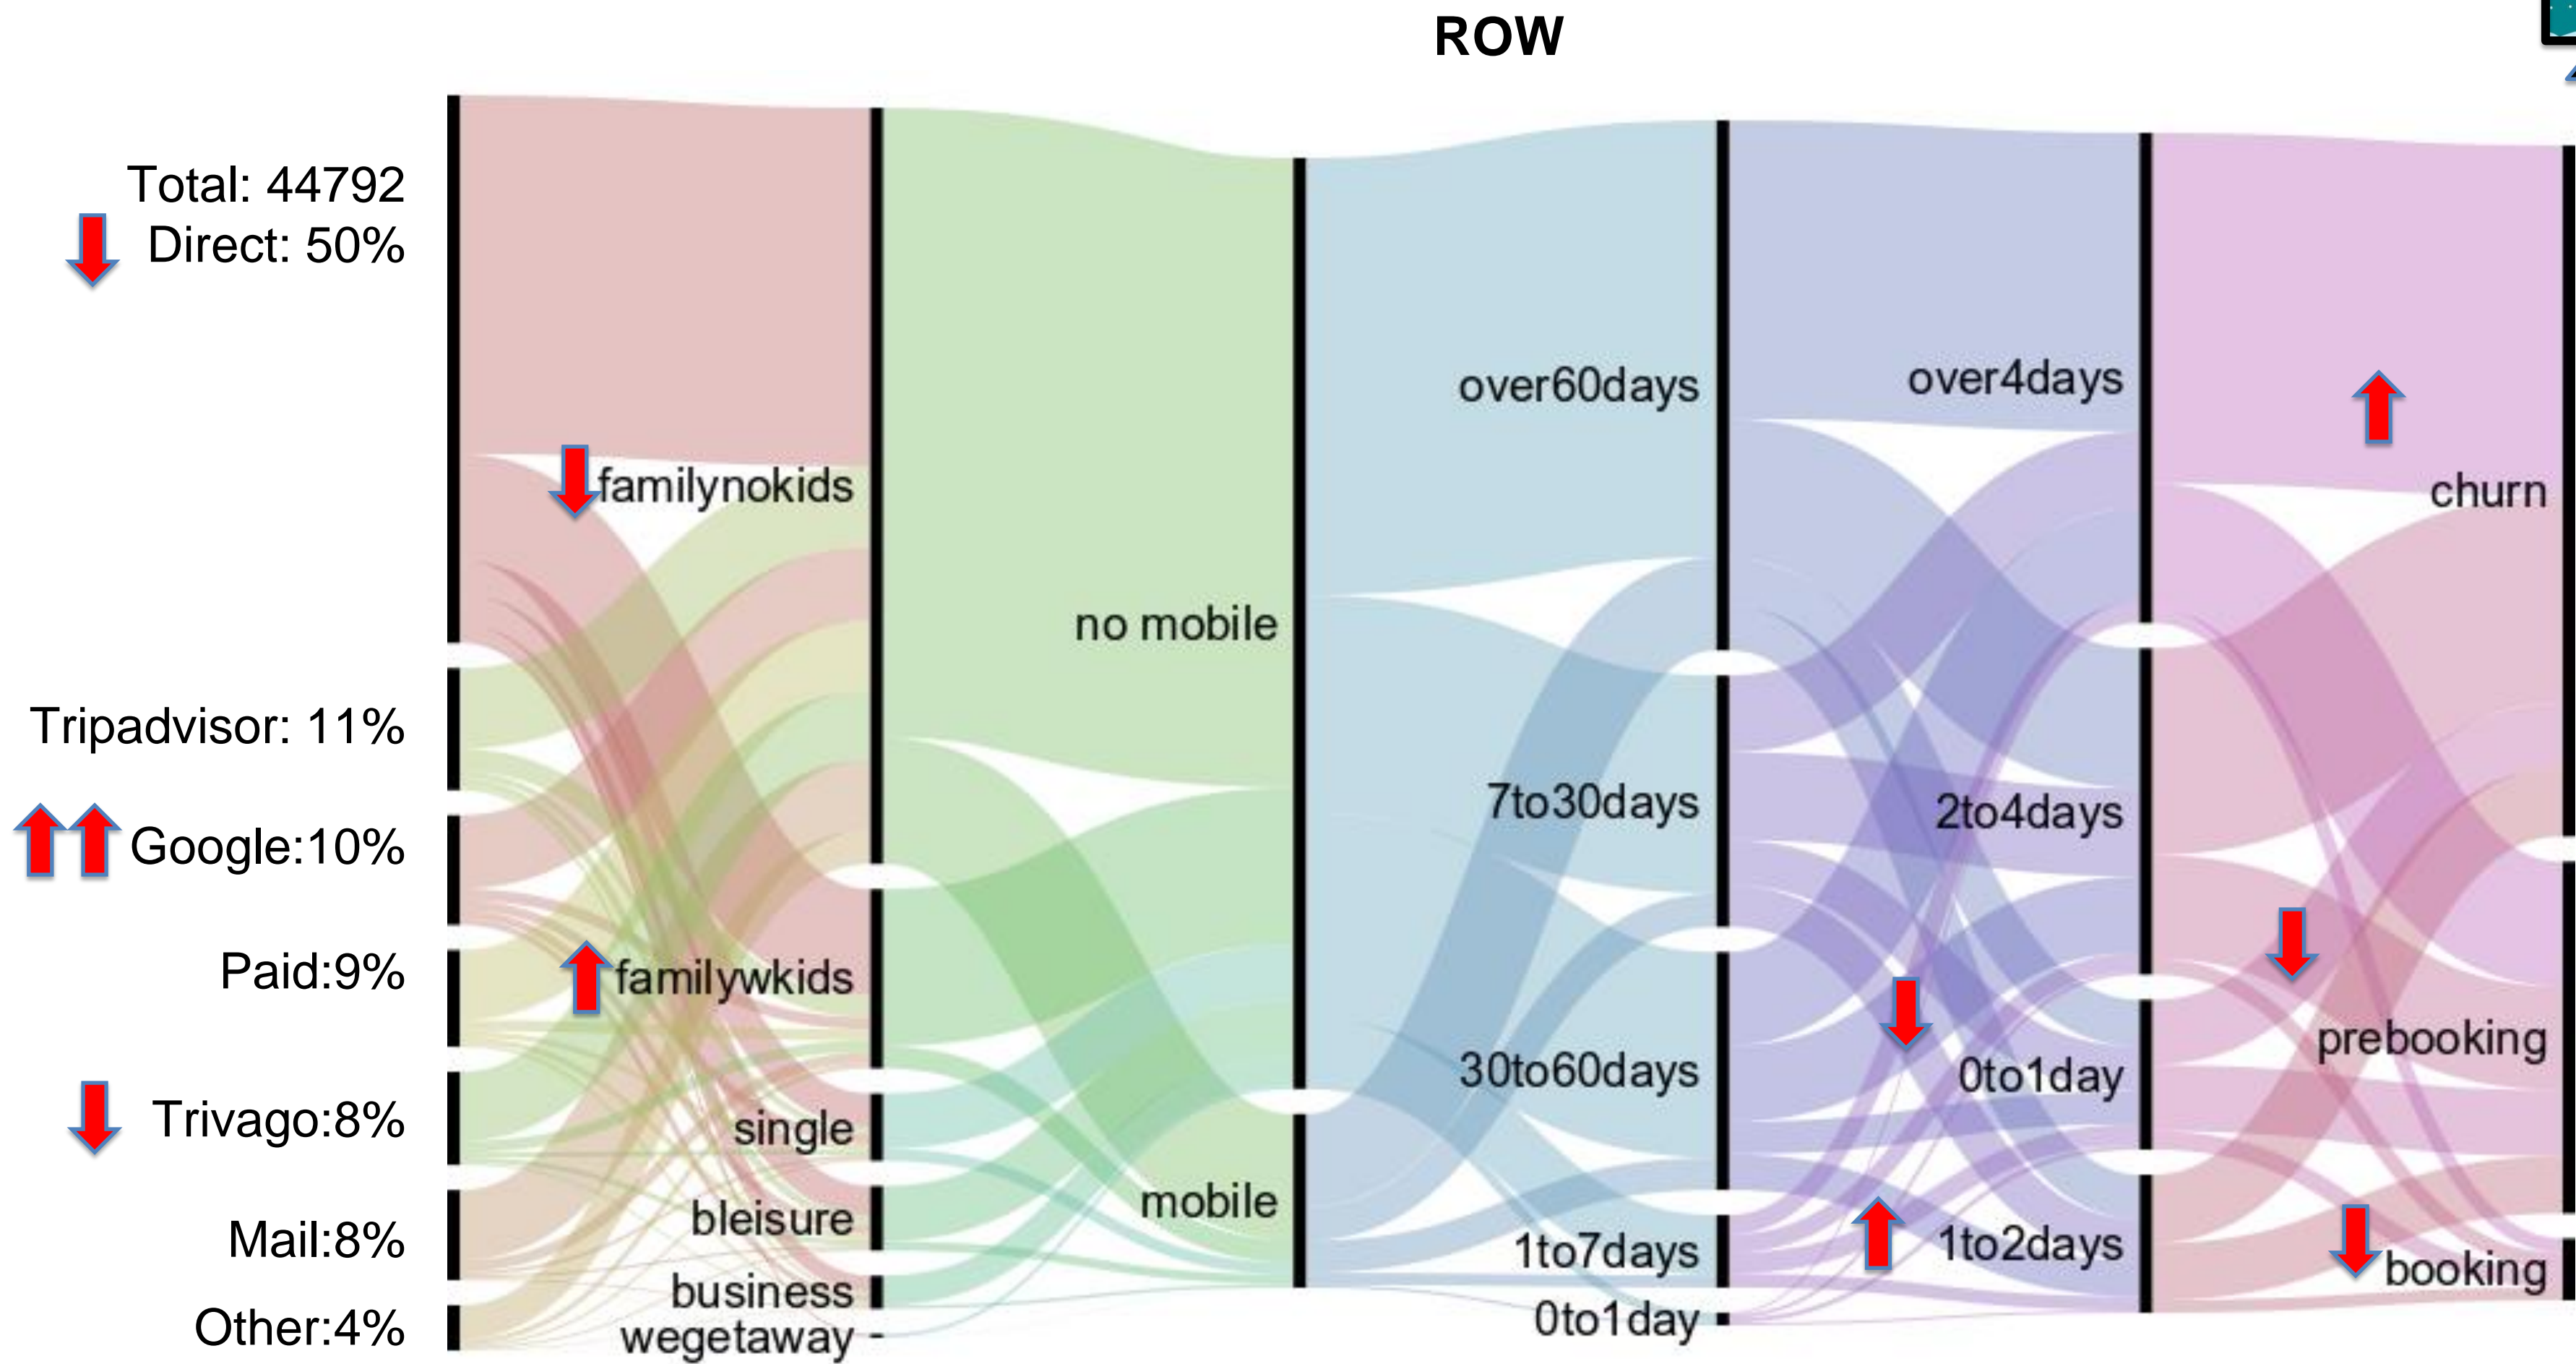 ROW
Total: 44792
Direct: 50%
Tripadvisor: 11%
Google:10%
Paid:9%
Trivago:8%
Mail:8%
Other:4%
familynokids
familywkids
single
bleisure
business
wegetaway
no mobile
mobile
over60days
7to30days
30to60days
1to7days
0to1day
over4days
2to4days
0to1day
1to2days
churn
prebooking
booking